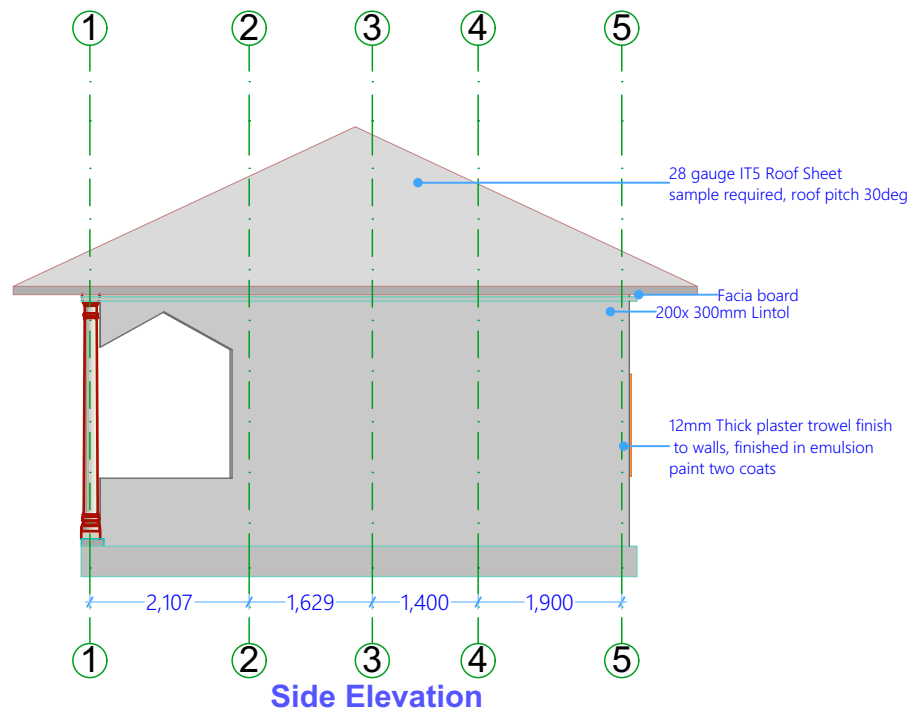 1 2 3 4 5
28 gauge IT5 Roof Sheet
sample required, roof pitch 30deg
Facia board
200x 300mm Lintol
12mm Thick plaster trowel finish
to walls, finished in emulsion
paint two coats
2,107 1,629 1,400 1,900
1 2 3 4 5
Side Elevation